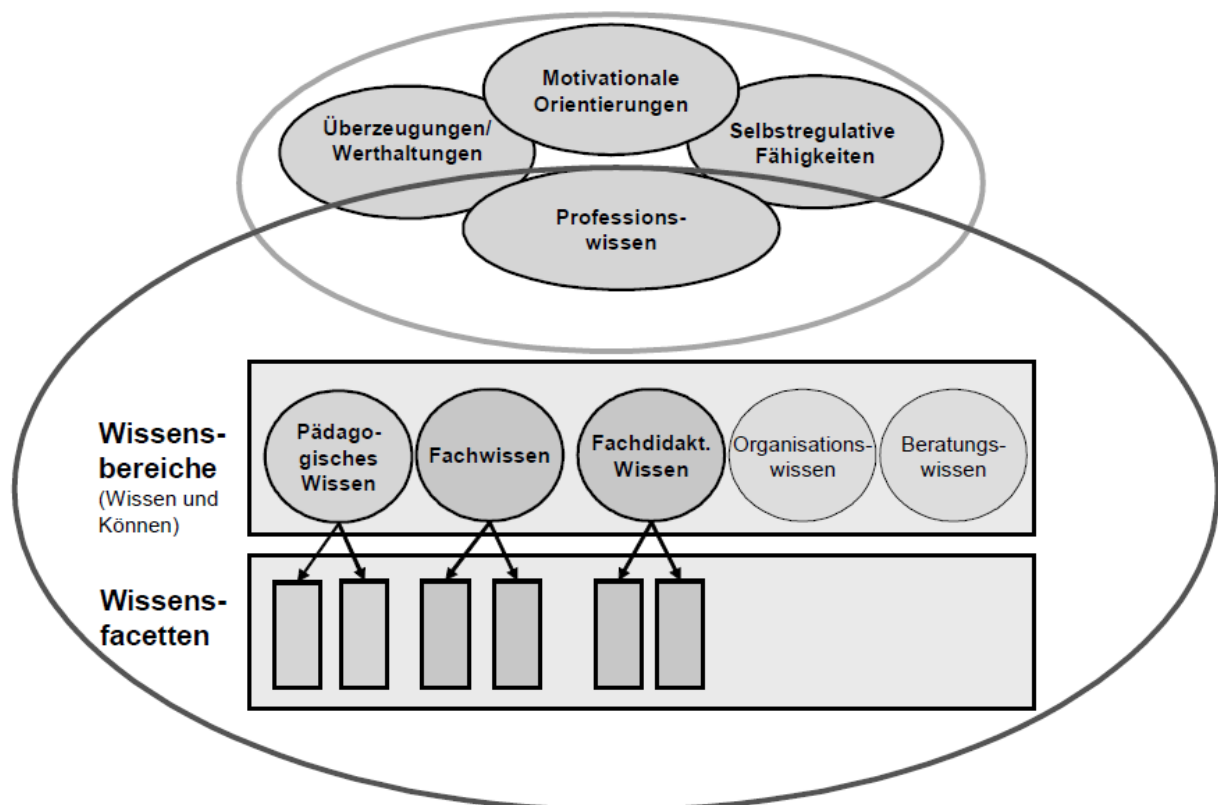 Motivationale
Orientierungen
Überzeugungen/
Werthaltungen
Selbstregulative
Fähigkeiten
Professions-
wissen
Wissens-
bereiche
(Wissen und
Können)
Pädago-
gisches
Wissen
Fachwissen
Fachdidakt.
Wissen
Organisations-
wissen
Beratungs-
wissen
Wissens-
facetten